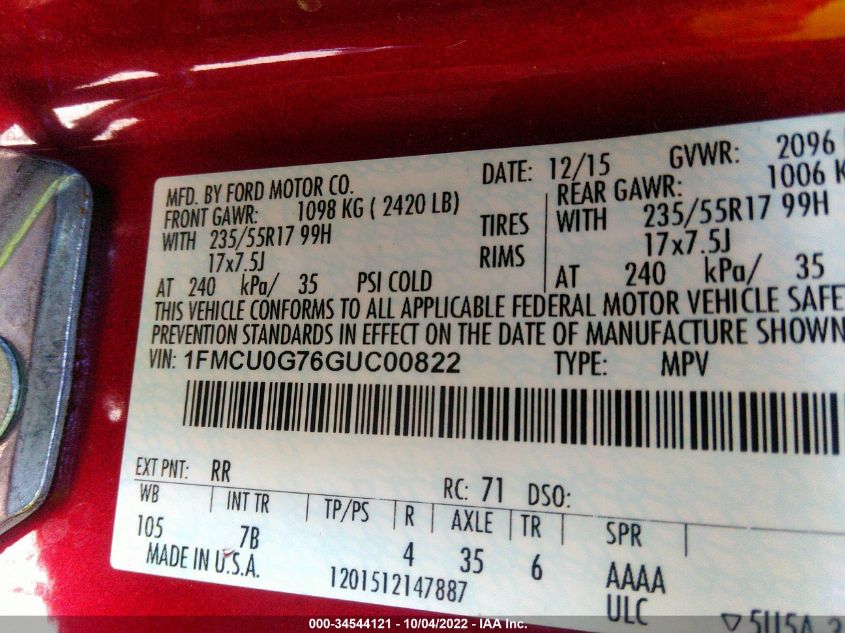 MFD. BY FORD MOTOR CO. DATE: 12/15 GVWR: 2096
FRONT GAWR: 1098 KG ( 2420 LB) REAR GAWR: 1006 K
WITH 235/55R17 99H TIRES WITH 235/55R17 99H
17x7.5J RIMS 17x7.5J
AT 240 kPa/ 35 PSI COLD AT 240 kPa/ 35
THIS VEHICLE CONFORMS TO ALL APPLICABLE FEDERAL MOTOR VEHICLE SAFE
PREVENTION STANDARDS IN EFFECT ON THE DATE OF MANUFACTURE SHOWN
VIN: 1FMCU0G76GUC00822 TYPE: MPV
EXT PNT: RR RC: 71 DSO:
WB INT TR TP/PS R AXLE TR SPR
105 7B 4 35 6 AAAA
MADE IN U.S.A. 1201512147887 ULC
000-34544121 - 10/04/2022 - IAA Inc.